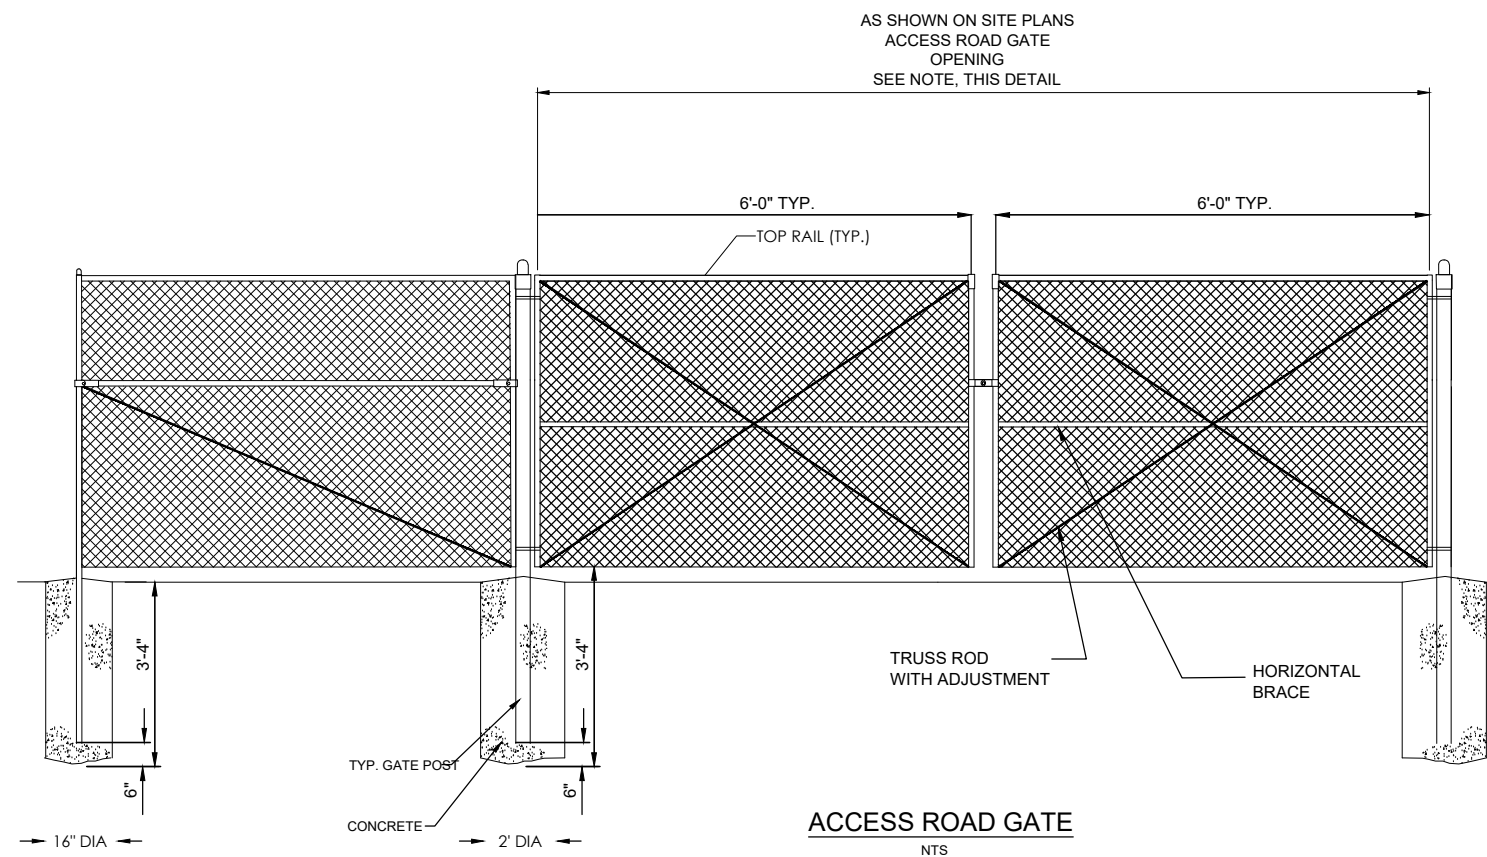 AS SHOWN ON SITE PLANS
ACCESS ROAD GATE
OPENING
SEE NOTE, THIS DETAIL
6'-0" TYP.
6'-0" TYP.
TOP RAIL (TYP.)
3'-4"
3'-4"
TRUSS ROD
WITH ADJUSTMENT
HORIZONTAL
BRACE
TYP. GATE POST
6"
6"
CONCRETE
16" DIA
2' DIA
ACCESS ROAD GATE
NTS